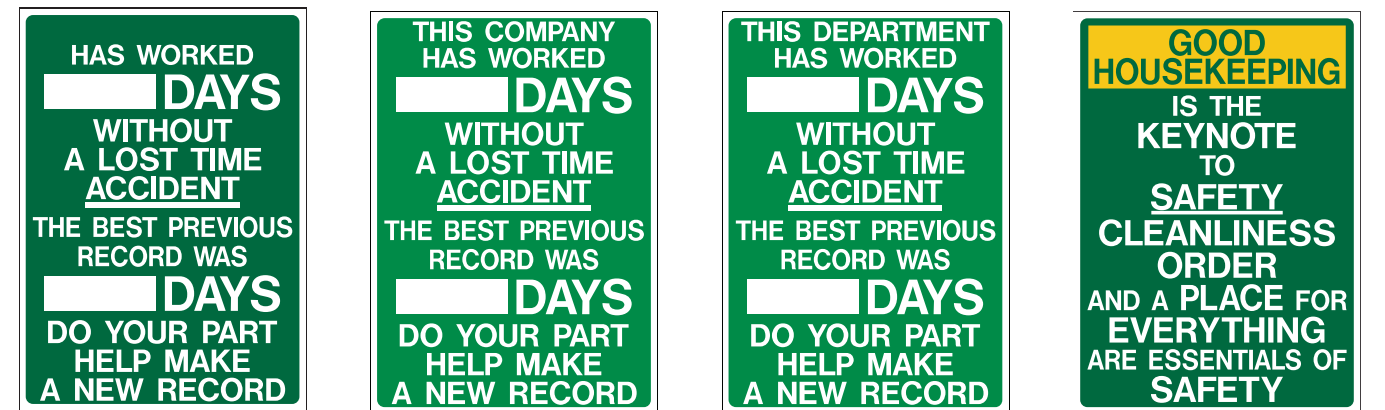 HAS WORKED
DAYS
WITHOUT
A LOST TIME
ACCIDENT
THE BEST PREVIOUS
RECORD WAS
DAYS
DO YOUR PART
HELP MAKE
A NEW RECORD
THIS COMPANY
HAS WORKED
DAYS
WITHOUT
A LOST TIME
ACCIDENT
THE BEST PREVIOUS
RECORD WAS
DAYS
DO YOUR PART
HELP MAKE
A NEW RECORD
THIS DEPARTMENT
HAS WORKED
DAYS
WITHOUT
A LOST TIME
ACCIDENT
THE BEST PREVIOUS
RECORD WAS
DAYS
DO YOUR PART
HELP MAKE
A NEW RECORD
GOOD
HOUSEKEEPING
IS THE
KEYNOTE
TO
SAFETY
CLEANLINESS
ORDER
AND A PLACE FOR
EVERYTHING
ARE ESSENTIALS OF
SAFETY